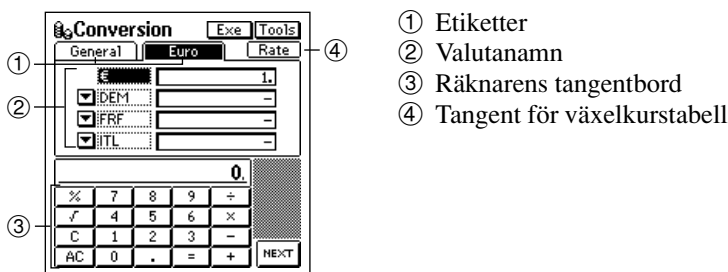 Conversion Exe Tools
General Euro Rate
€ 1.
DEM -
FRF -
ITL -
0.
% 7 8 9 ÷
√ 4 5 6 ×
C 1 2 3 -
AC 0 . = +
NEXT
① ② ③ ④
① Etiketter
② Valutanamn
③ Räknarens tangentbord
④ Tangent för växelkurstabell